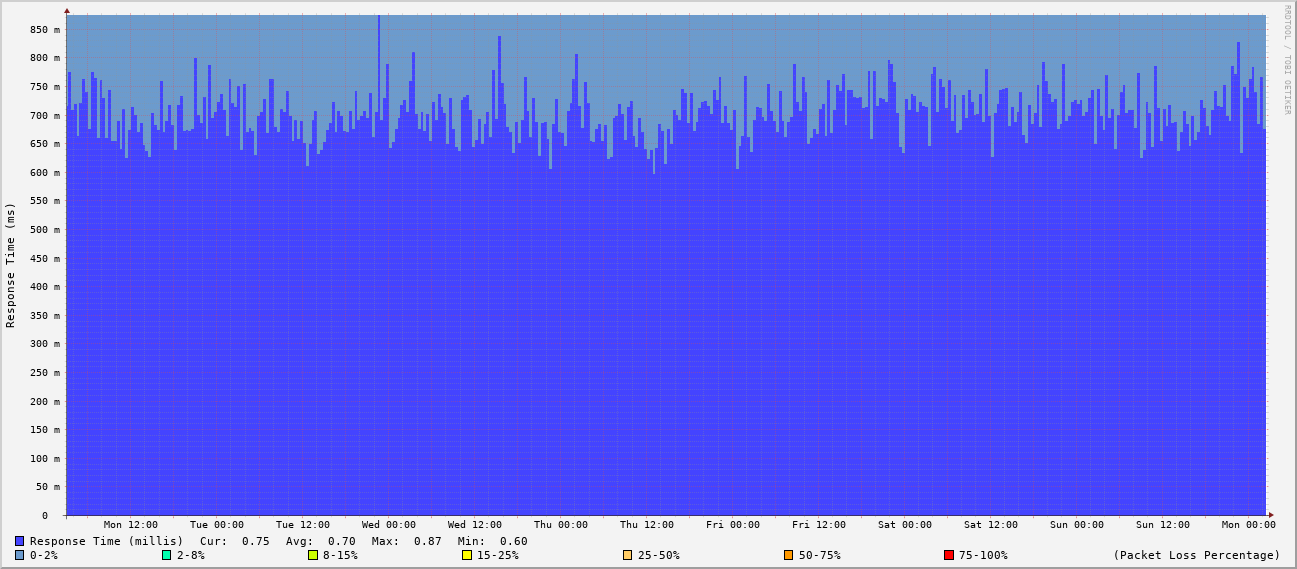 RRDTOOL / TOBI OETIKER
Response Time (ms)
850 m
800 m
750 m
700 m
650 m
600 m
550 m
500 m
450 m
400 m
350 m
300 m
250 m
200 m
150 m
100 m
50 m
0
Mon 12:00 Tue 00:00 Tue 12:00 Wed 00:00 Wed 12:00 Thu 00:00 Thu 12:00 Fri 00:00 Fri 12:00 Sat 00:00 Sat 12:00 Sun 00:00 Sun 12:00 Mon 00:00
Response Time (millis) Cur: 0.75 Avg: 0.70 Max: 0.87 Min: 0.60
0-2% 2-8% 8-15% 15-25% 25-50% 50-75% 75-100% (Packet Loss Percentage)